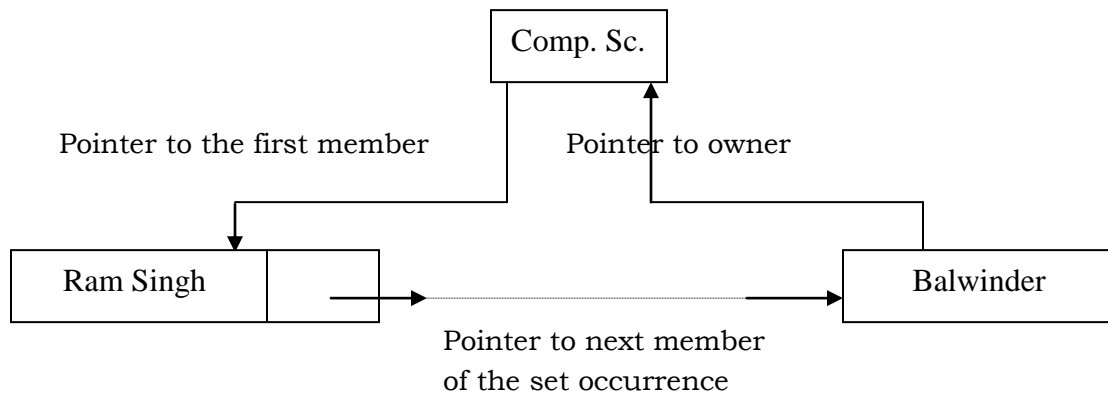 Comp. Sc.
Pointer to the first member
Pointer to owner
Ram Singh
Balwinder
Pointer to next member
of the set occurrence